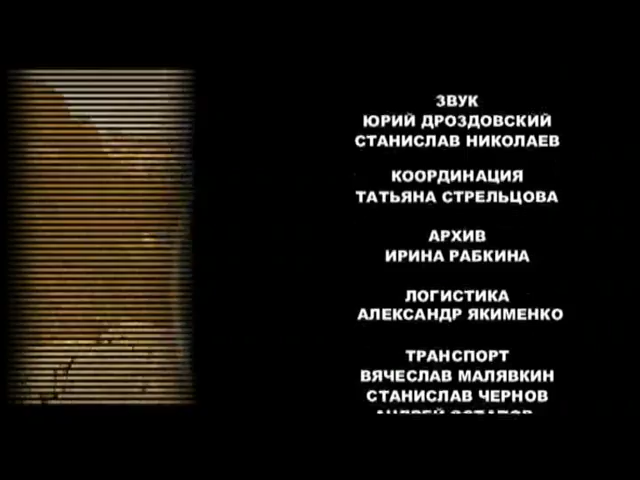 ЗВУК
ЮРИЙ ДРОЗДОВСКИЙ
СТАНИСЛАВ НИКОЛАЕВ
КООРДИНАЦИЯ
ТАТЬЯНА СТРЕЛЬЦОВА
АРХИВ
ИРИНА РАБКИНА
ЛОГИСТИКА
АЛЕКСАНДР ЯКИМЕНКО
ТРАНСПОРТ
ВЯЧЕСЛАВ МАЛЯВКИН
СТАНИСЛАВ ЧЕРНОВ
АНДРЕЙ